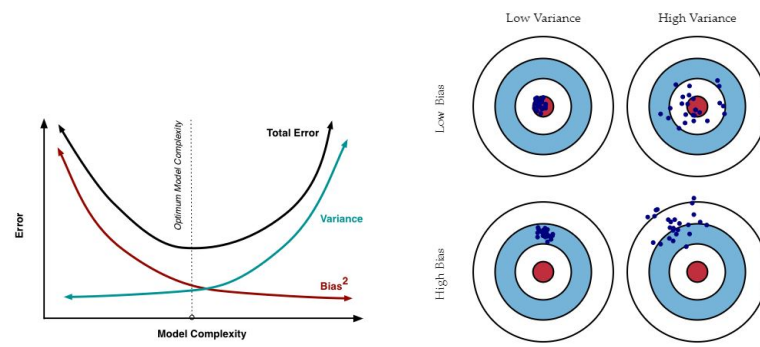 Low Variance
High Variance
Low Bias
High Bias
Error
Optimum Model Complexity
Total Error
Variance
Bias²
Model Complexity